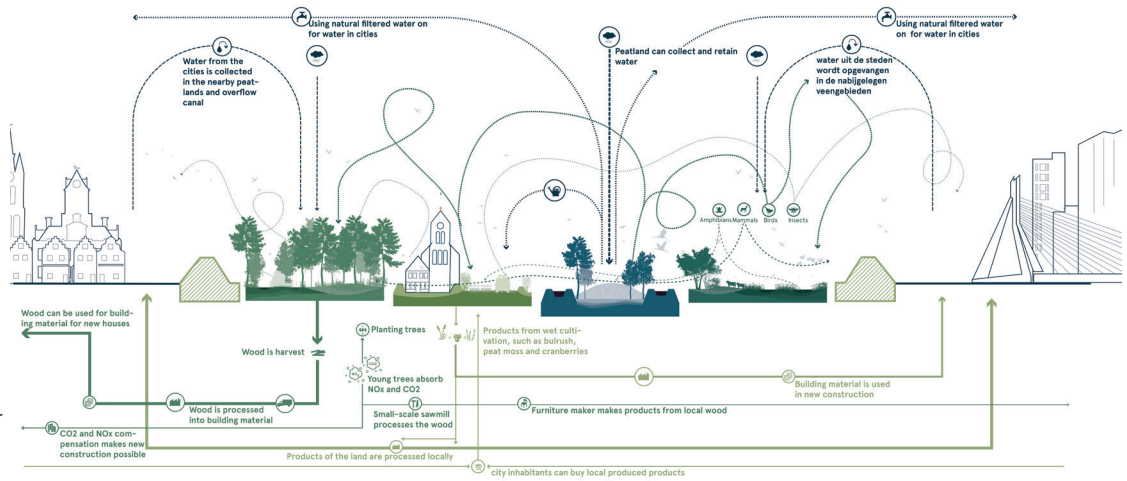 Using natural filtered water on
for water in cities
Water from the
cities is collected
in the nearby peat-
lands and overflow
canal
Peatland can collect and retain
water
Using natural filtered water
on for water in cities
water uit de steden
wordt opgevangen
in de nabijgelegen
veengebieden
Amphibians Mammals Birds Insects
Wood can be used for buil-
ding material for new houses
Wood is harvest
Planting trees
NOx
CO2
Young trees absorb
NOx and CO2
Products from wet culti-
vation, such as bulrush,
peat moss and cranberries
Building material is used
in new construction
Wood is processed
into building material
Small-scale sawmill
processes the wood
Furniture maker makes products from local wood
CO2 and NOx com-
pensation makes new
construction possible
Products of the land are processed locally
city inhabitants can buy local produced products